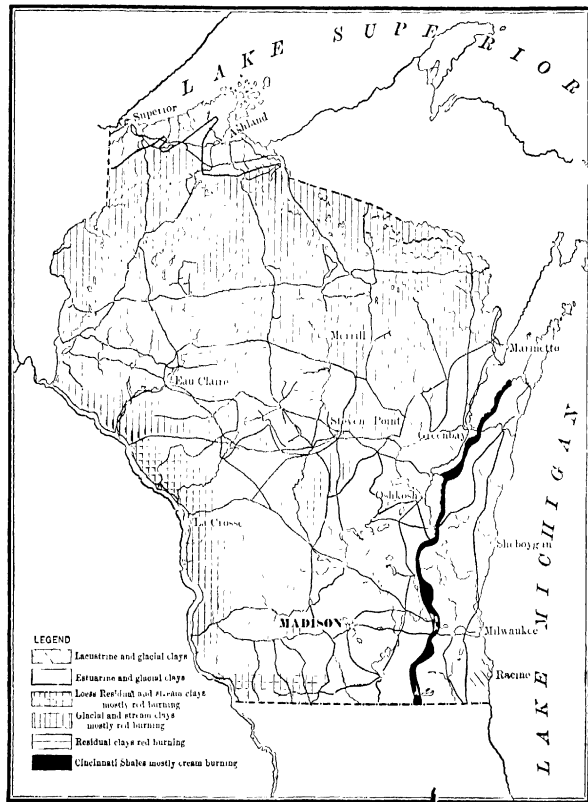 LAKE SUPERIOR
Superior
Ashland
Merrill
Marinette
Eau Claire
Steven Point
Greenbay
Oshkosh
La Crosse
Sheboygan
MADISON
Milwaukee
Racine
LAKE MICHIGAN
LEGEND
Lacustrine and glacial clays
Estuarine and glacial clays
Loess Residual and stream clays
mostly red burning
Glacial and stream clays
mostly red burning
Residual clays red burning
Cincinnati Shales mostly cream burning